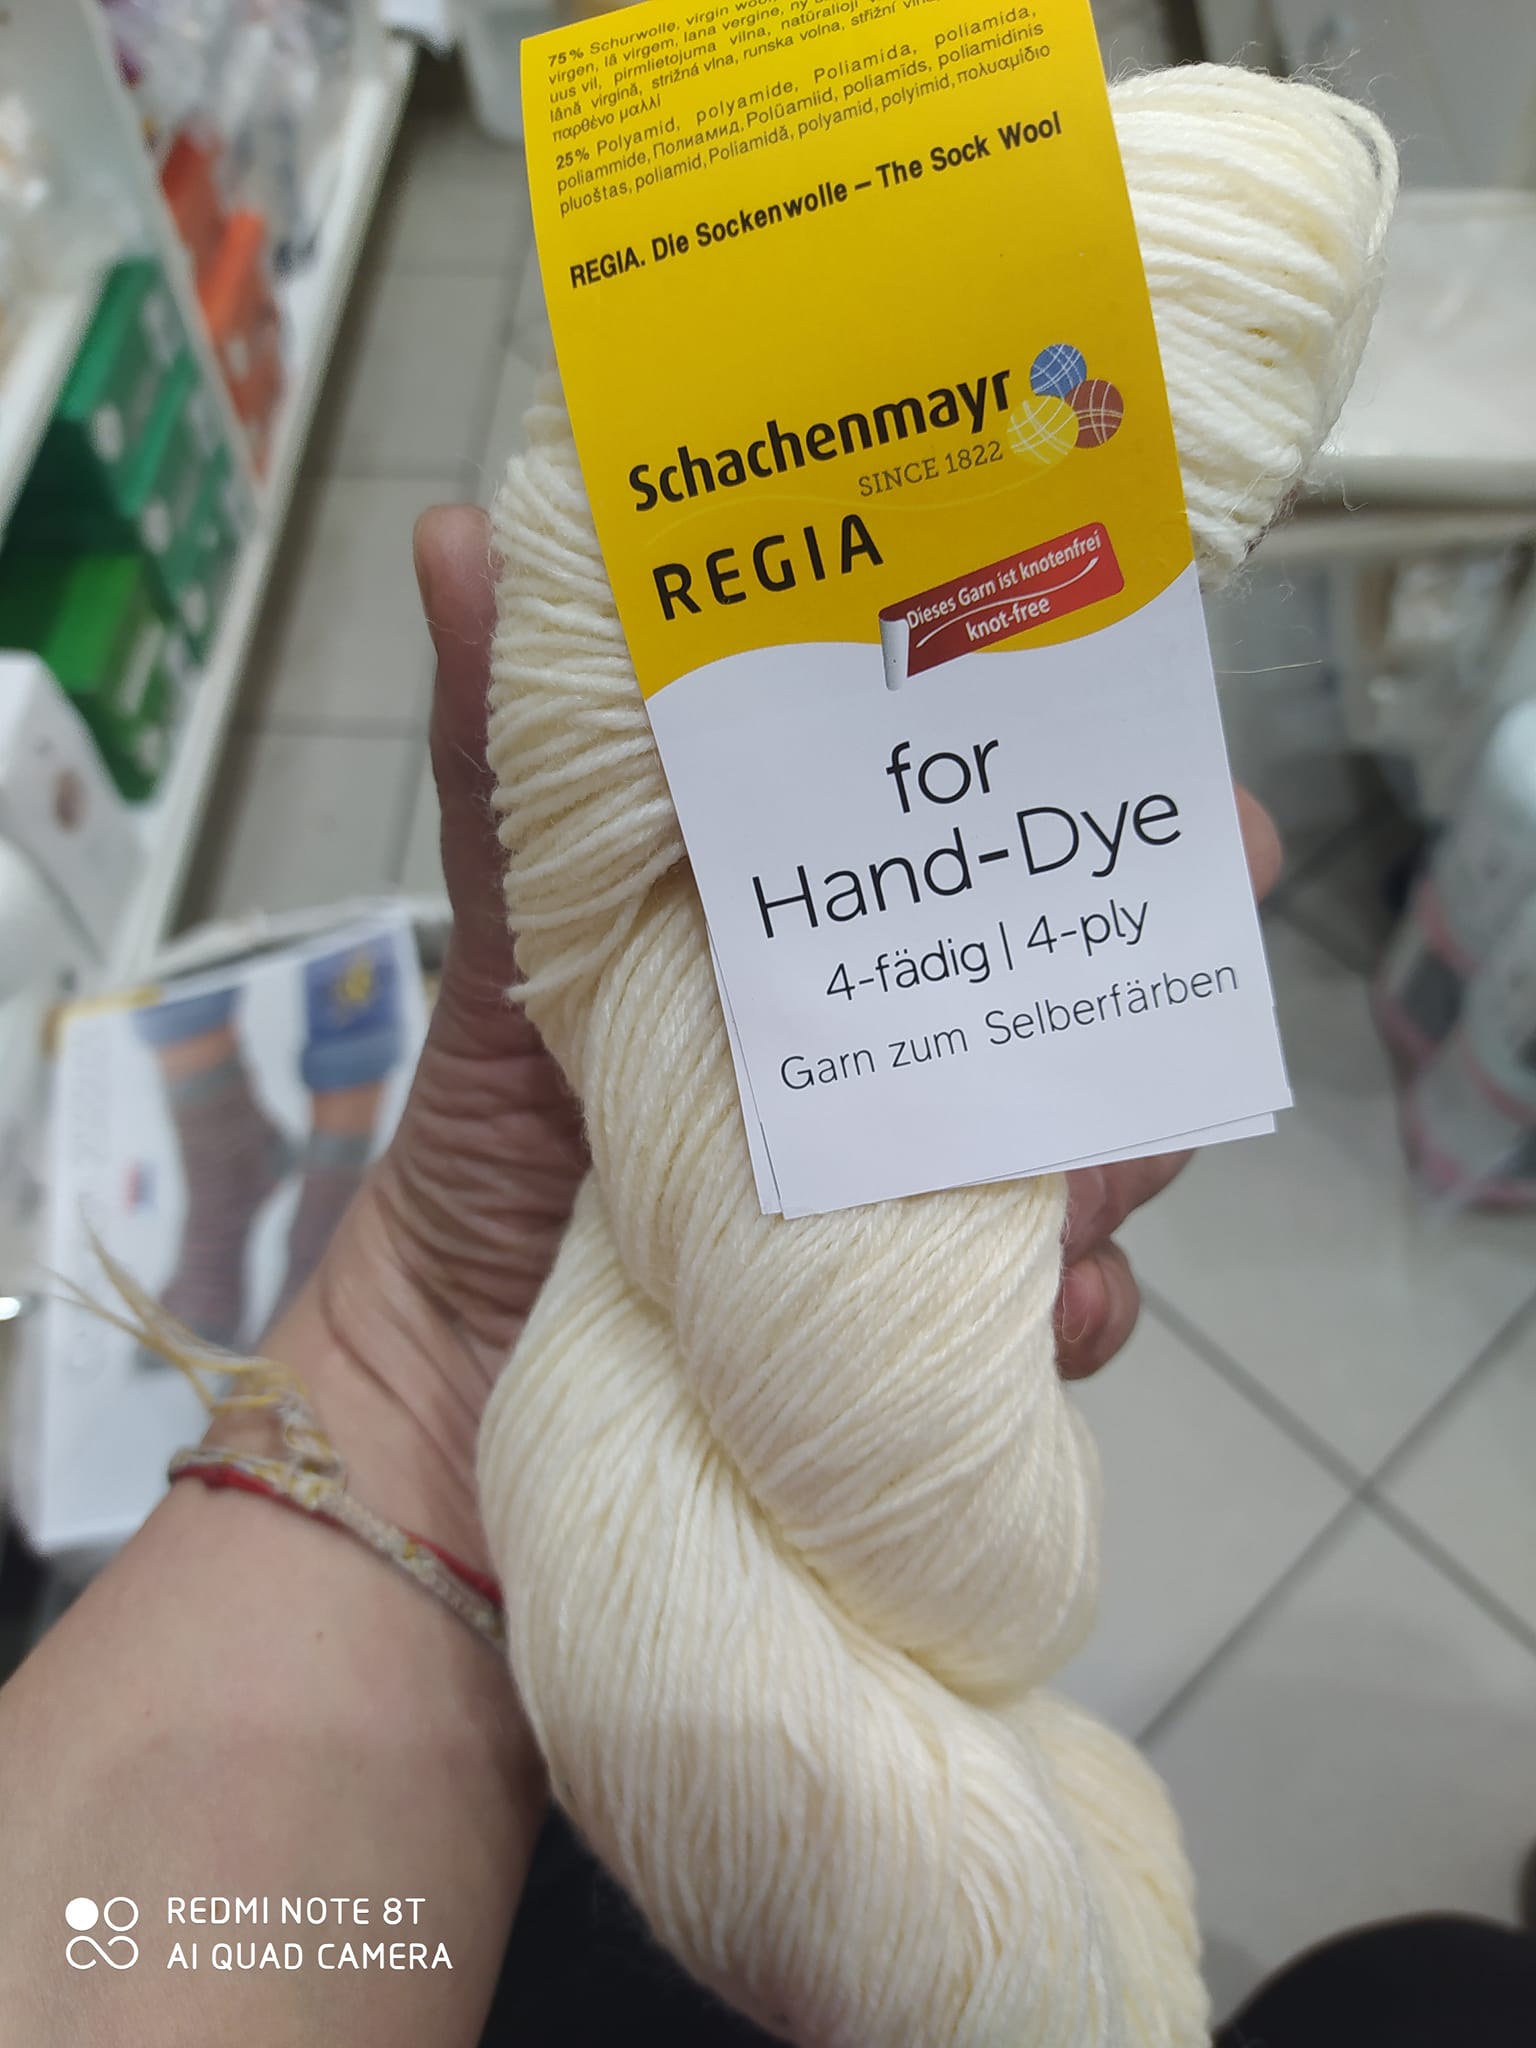 75% Schurwolle, virgin wool,
virgen, lã virgem, lana vergine, ny
uus vil, pirmlietojuma vilna, natūralioji
lână virgină, strižná vlna, runska volna, střižní vlna,
παρθένο μαλλί
25% Polyamid, polyamide, Poliamida, poliamida,
poliammide, Полиамид, Polüamiid, poliamīds, poliamidinis
pluoštas, poliamid, Poliamidă, polyamid, polyimid, πολυαμίδιο
REGIA. Die Sockenwolle – The Sock Wool
Schachenmayr
SINCE 1822
REGIA
Dieses Garn ist knotenfrei
knot-free
for
Hand-Dye
4-fädig | 4-ply
Garn zum Selberfärben
REDMI NOTE 8T
AI QUAD CAMERA